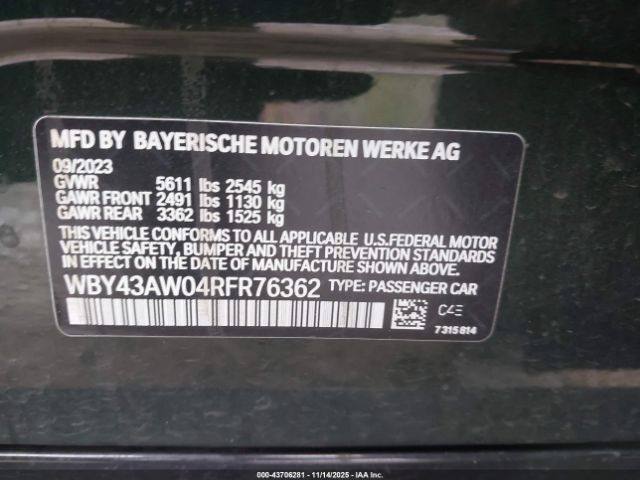 MFD BY BAYERISCHE MOTOREN WERKE AG
09/2023
GVWR 5611 lbs 2545 kg
GAWR FRONT 2491 lbs 1130 kg
GAWR REAR 3362 lbs 1525 kg
THIS VEHICLE CONFORMS TO ALL APPLICABLE U.S.FEDERAL MOTOR
VEHICLE SAFETY, BUMPER AND THEFT PREVENTION STANDARDS
IN EFFECT ON THE DATE OF MANUFACTURE SHOWN ABOVE.
WBY43AW04RFR76362 TYPE: PASSENGER CAR
C4E
7315814
000-43706281 - 11/14/2025 - IAA Inc.